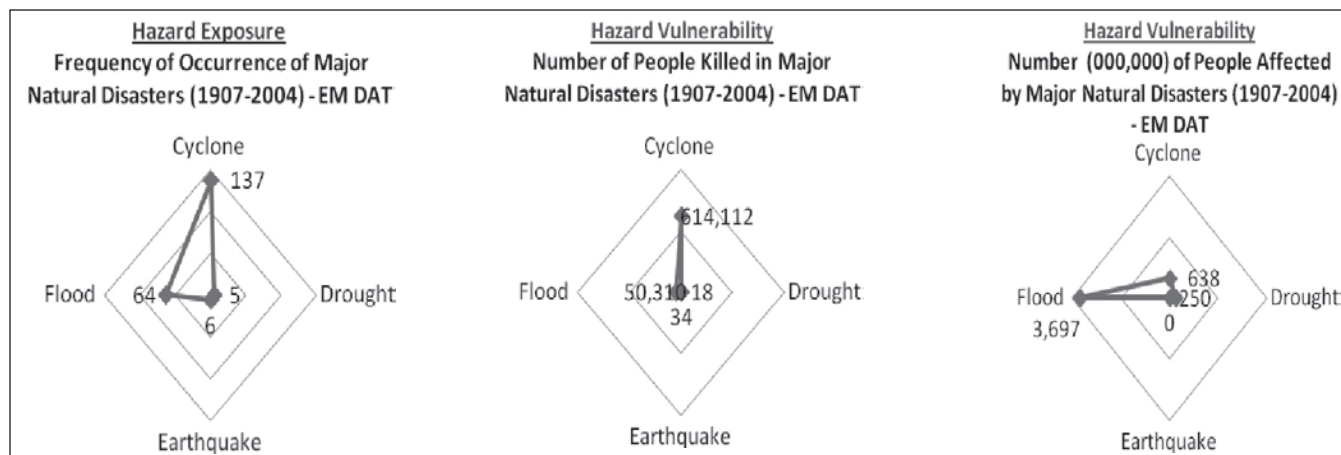 Hazard Exposure
Frequency of Occurrence of Major
Natural Disasters (1907-2004) - EM DAT
Cyclone
137
Flood
64
5
Drought
6
Earthquake
Hazard Vulnerability
Number of People Killed in Major
Natural Disasters (1907-2004) - EM DAT
Cyclone
614,112
Flood
50,310
18
Drought
34
Earthquake
Hazard Vulnerability
Number (000,000) of People Affected
by Major Natural Disasters (1907-2004)
- EM DAT
Cyclone
638
Flood
Drought
3,697
0
Earthquake